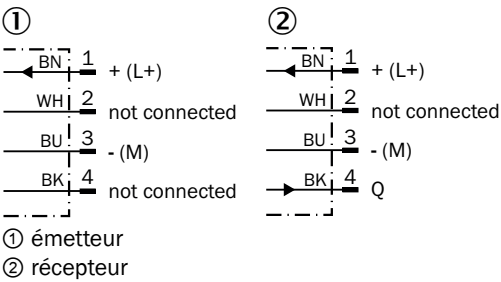 ① ②
BN 1 + (L+) BN 1 + (L+)
WH 2 not connected WH 2 not connected
BU 3 - (M) BU 3 - (M)
BK 4 not connected BK 4 Q
① émetteur
② récepteur